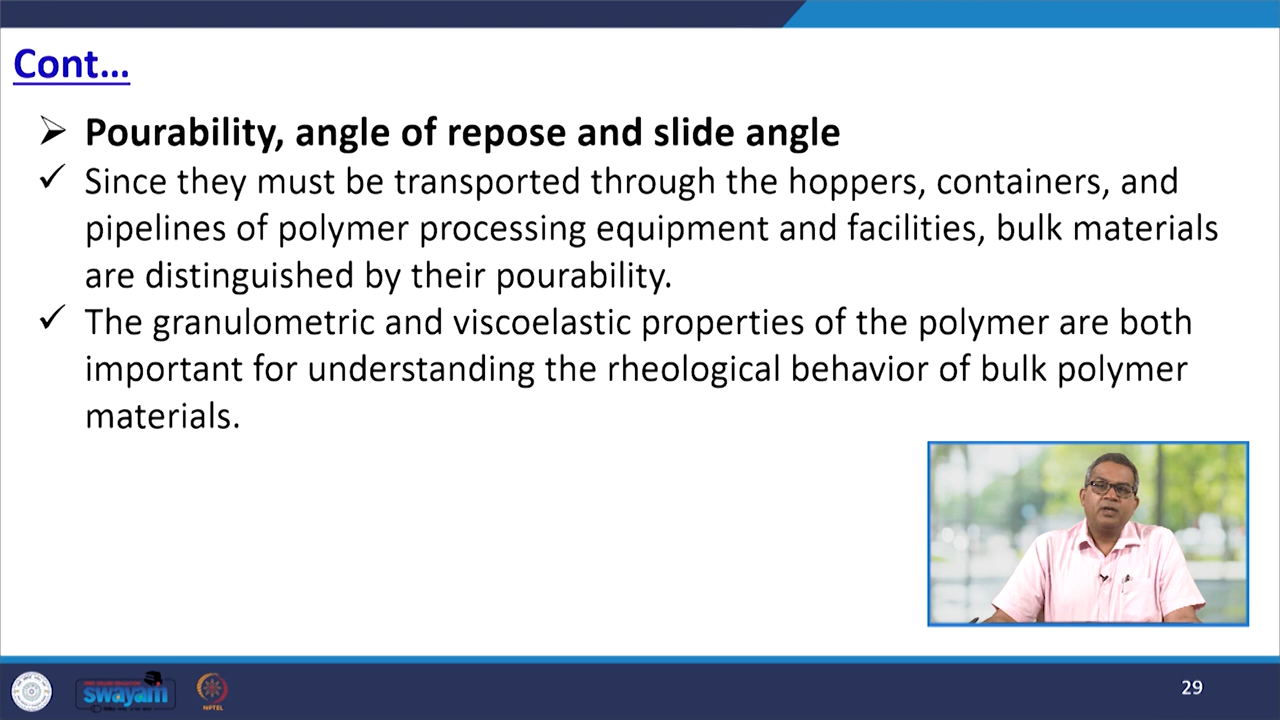 Cont...
➢ Pourability, angle of repose and slide angle
✓ Since they must be transported through the hoppers, containers, and
pipelines of polymer processing equipment and facilities, bulk materials
are distinguished by their pourability.
✓ The granulometric and viscoelastic properties of the polymer are both
important for understanding the rheological behavior of bulk polymer
materials.
swayam
NPTEL
29